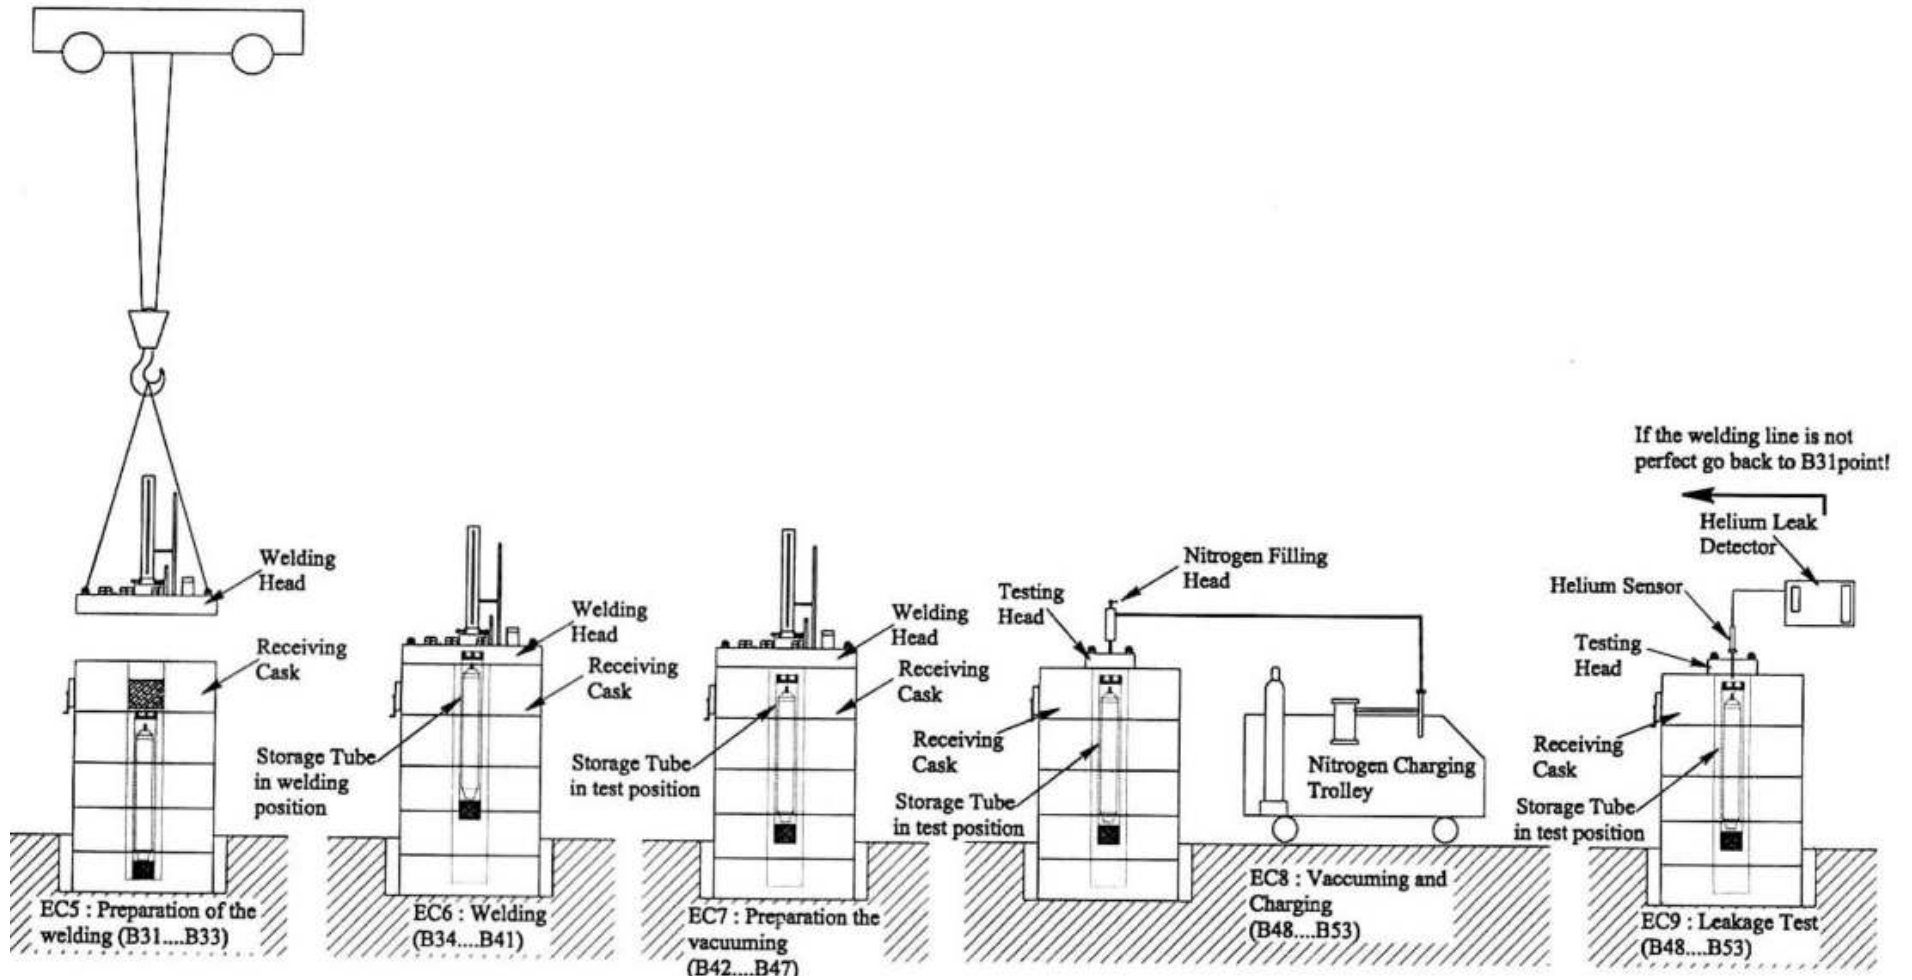 Welding
Head
Receiving
Cask
EC5 : Preparation of the
welding (B31....B33)
Welding
Head
Receiving
Cask
Storage Tube
in welding
position
EC6 : Welding
(B34....B41)
Welding
Head
Receiving
Cask
Storage Tube
in test position
EC7 : Preparation the
vacuuming
(B42....B47)
Nitrogen Filling
Head
Testing
Head
Receiving
Cask
Storage Tube
in test position
Nitrogen Charging
Trolley
EC8 : Vaccuming and
Charging
(B48....B53)
If the welding line is not
perfect go back to B31point!
Helium Leak
Detector
Helium Sensor
Testing
Head
Receiving
Cask
Storage Tube
in test position
EC9 : Leakage Test
(B48....B53)